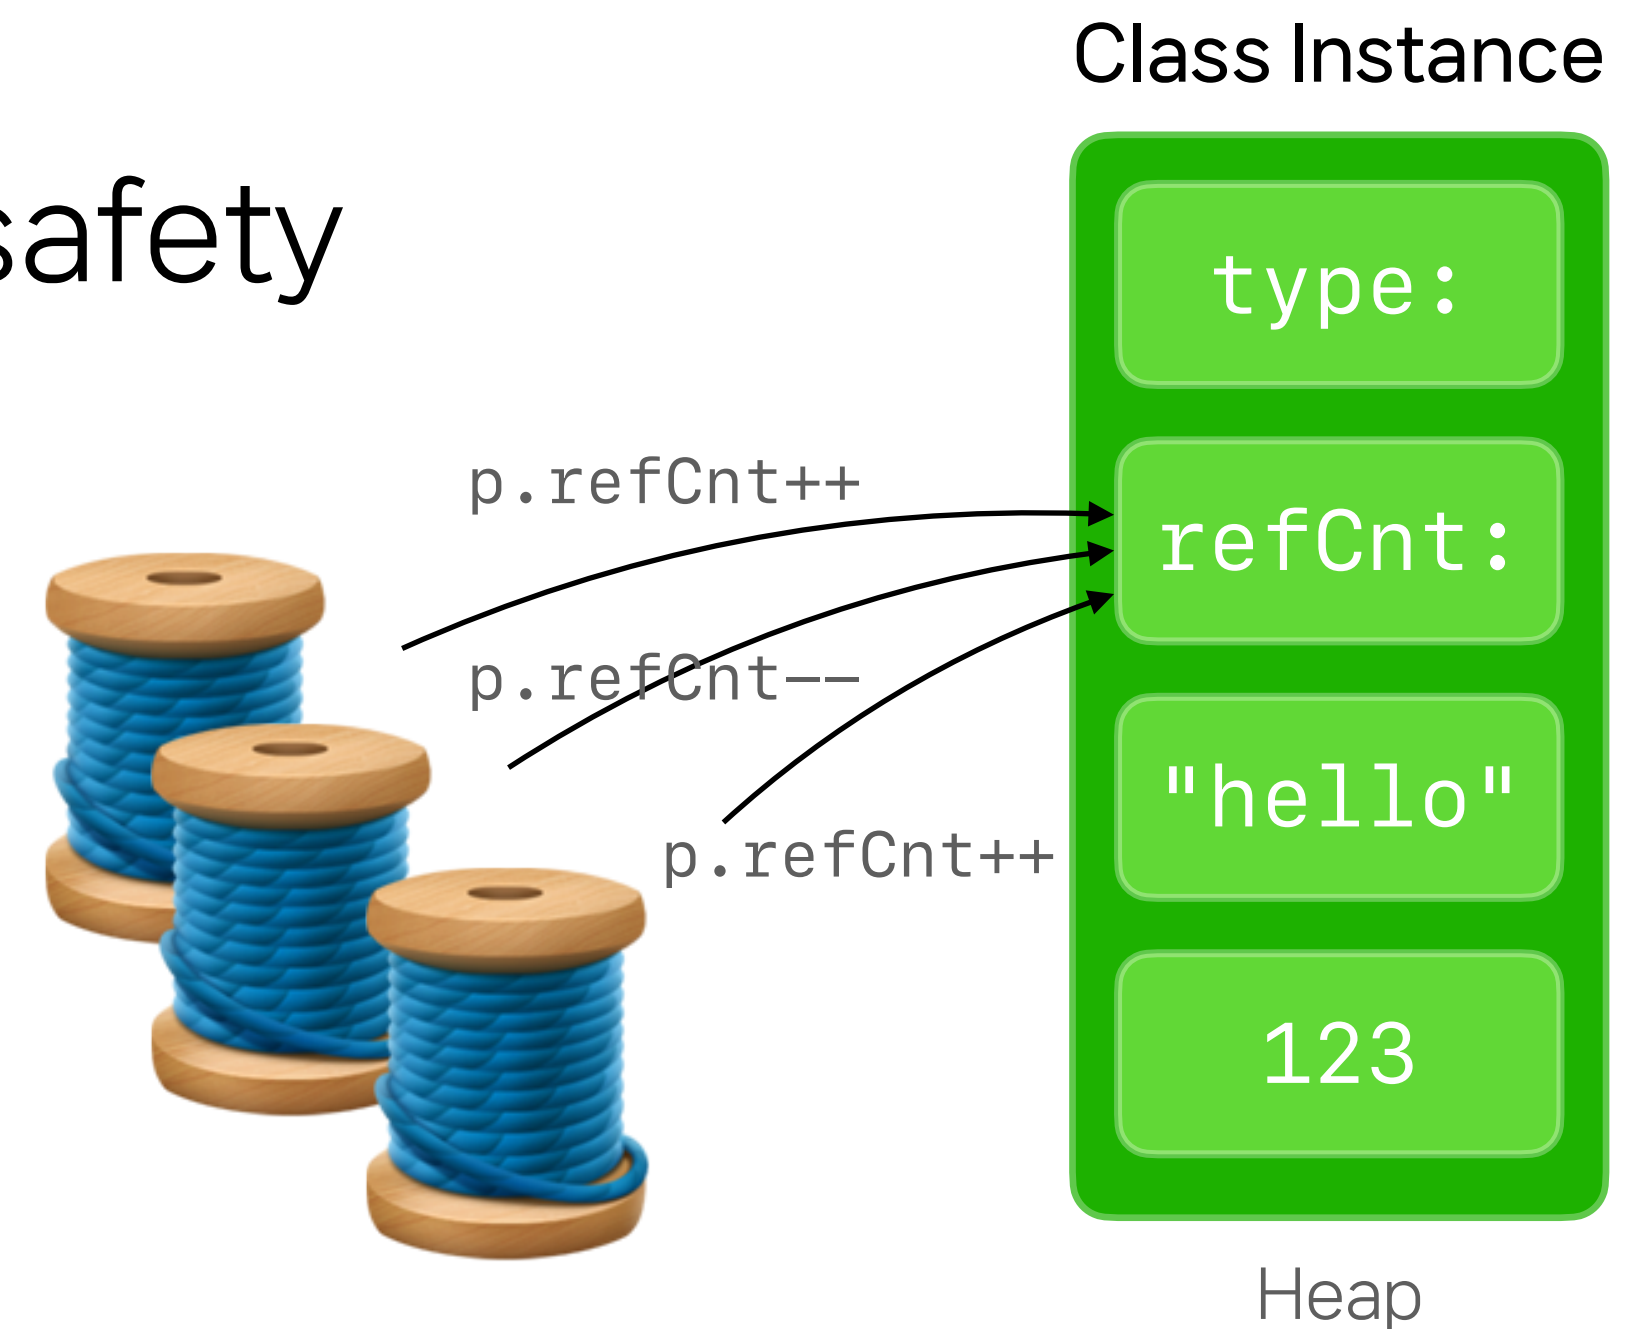 Class Instance
safety
type:
p.refCnt++
refCnt:
p.refCnt--
"hello"
p.refCnt++
123
Heap